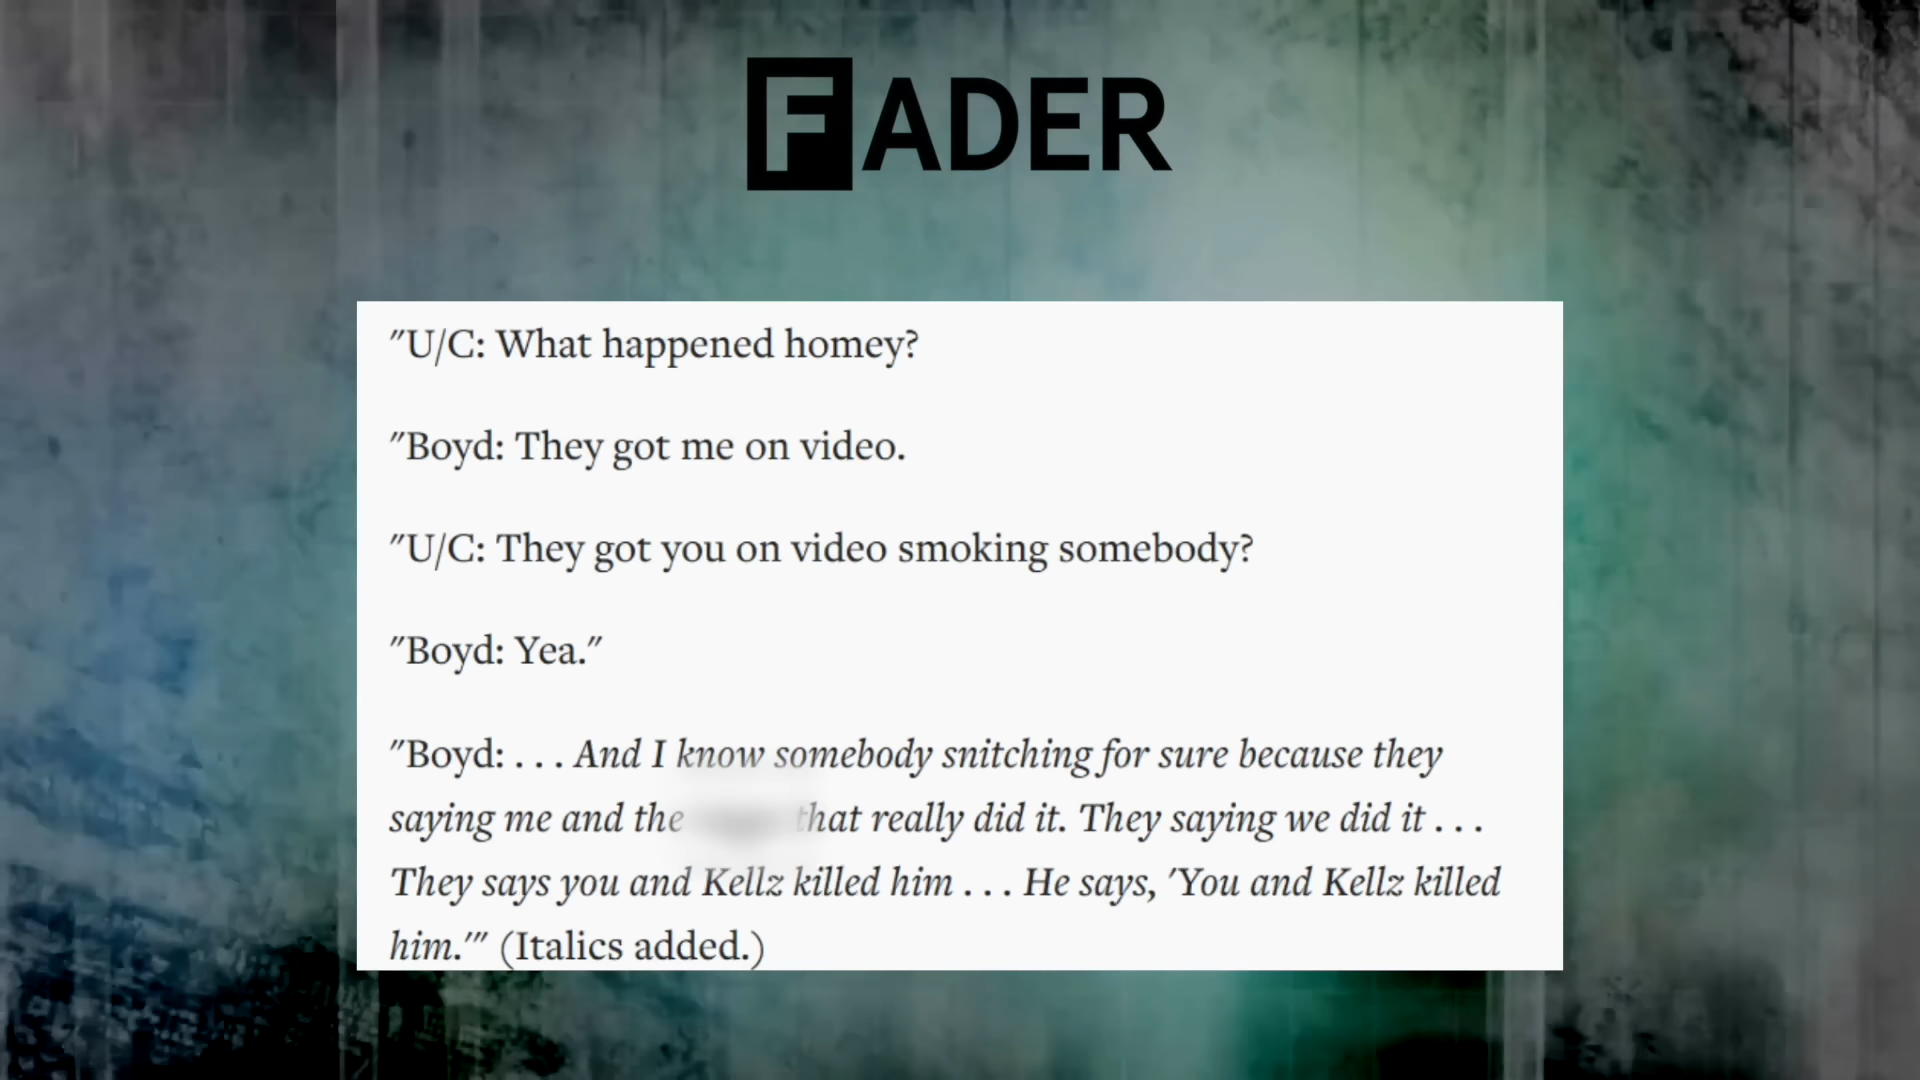 FADER
"U/C: What happened homey?
"Boyd: They got me on video.
"U/C: They got you on video smoking somebody?
"Boyd: Yea."
"Boyd: . . . And I know somebody snitching for sure because they
saying me and the that really did it. They saying we did it . . .
They says you and Kellz killed him . . . He says, 'You and Kellz killed
him.'" (Italics added.)